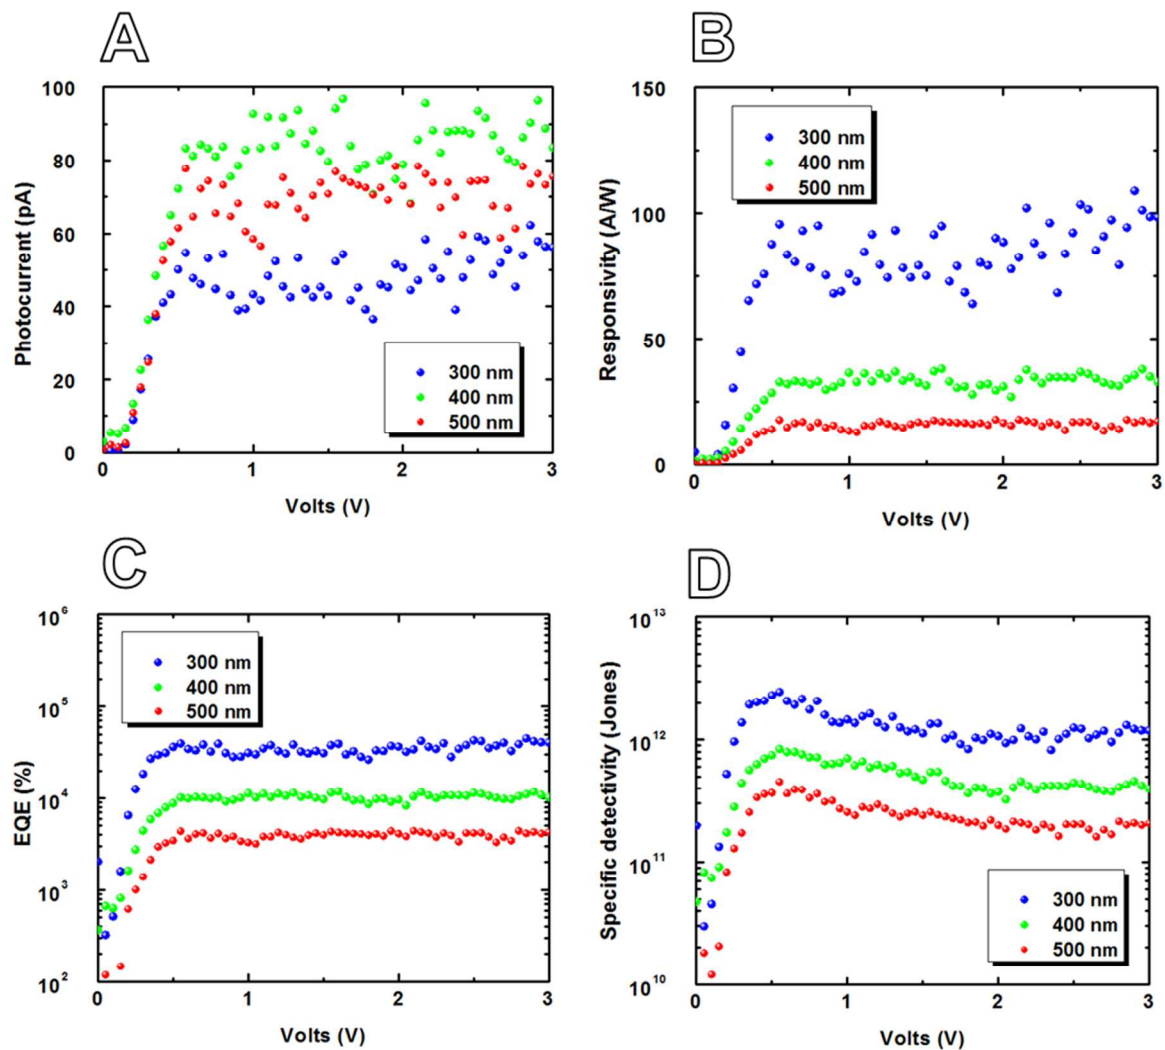 A
B
100
80
60
40
20
0
Photocurrent (pA)
300 nm
400 nm
500 nm
0
1
2
3
Volts (V)
150
100
50
0
Responsivity (A/W)
300 nm
400 nm
500 nm
0
1
2
3
Volts (V)
C
D
10^6
10^5
10^4
10^3
10^2
EQE (%)
300 nm
400 nm
500 nm
0
1
2
3
Volts (V)
10^13
10^12
10^11
10^10
Specific detectivity (Jones)
300 nm
400 nm
500 nm
0
1
2
3
Volts (V)